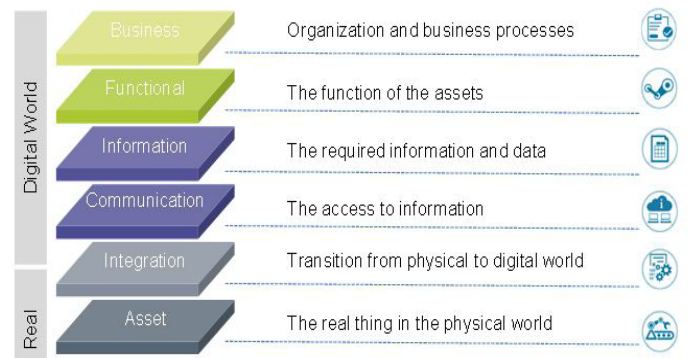 Business
Organization and business processes
Functional
The function of the assets
Information
The required information and data
Communication
The access to information
Integration
Transition from physical to digital world
Asset
The real thing in the physical world
Digital World
Real